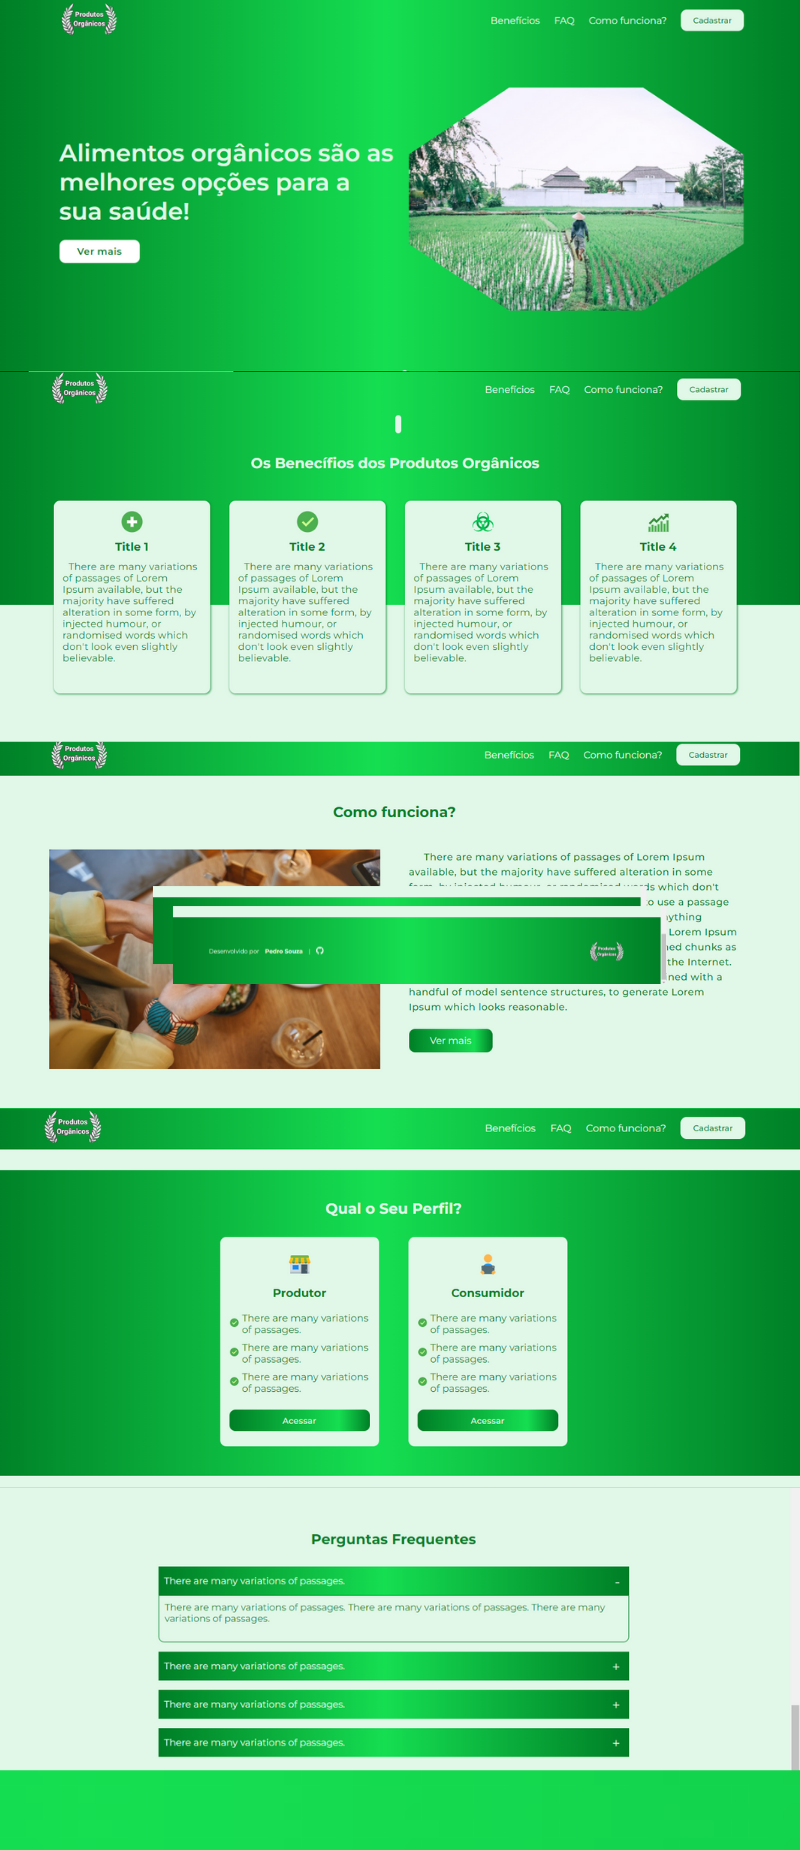 Produtos
Orgânicos
Benefícios FAQ Como funciona? Cadastrar
Alimentos orgânicos são as
melhores opções para a
sua saúde!
Ver mais
Produtos
Orgânicos
Benefícios FAQ Como funciona? Cadastrar
Os Benecífios dos Produtos Orgânicos
Title 1
There are many variations
of passages of Lorem
Ipsum available, but the
majority have suffered
alteration in some form, by
injected humour, or
randomised words which
don't look even slightly
believable.
Title 2
There are many variations
of passages of Lorem
Ipsum available, but the
majority have suffered
alteration in some form, by
injected humour, or
randomised words which
don't look even slightly
believable.
Title 3
There are many variations
of passages of Lorem
Ipsum available, but the
majority have suffered
alteration in some form, by
injected humour, or
randomised words which
don't look even slightly
believable.
Title 4
There are many variations
of passages of Lorem
Ipsum available, but the
majority have suffered
alteration in some form, by
injected humour, or
randomised words which
don't look even slightly
believable.
Produtos
Orgânicos
Benefícios FAQ Como funciona? Cadastrar
Como funciona?
There are many variations of passages of Lorem Ipsum
available, but the majority have suffered alteration in some
form, by injected humour, or randomised words which don't
to use a passage
Lorem Ipsum
chunks as
the Internet.
with a
handful of model sentence structures, to generate Lorem
Ipsum which looks reasonable.
Desenvolvido por Pedro Souza |
Produtos
Orgânicos
Ver mais
Produtos
Orgânicos
Benefícios FAQ Como funciona? Cadastrar
Qual o Seu Perfil?
Produtor
There are many variations
of passages.
There are many variations
of passages.
There are many variations
of passages.
Acessar
Consumidor
There are many variations
of passages.
There are many variations
of passages.
There are many variations
of passages.
Acessar
Perguntas Frequentes
There are many variations of passages. -
There are many variations of passages. There are many variations of passages. There are many
variations of passages.
There are many variations of passages. +
There are many variations of passages. +
There are many variations of passages. +